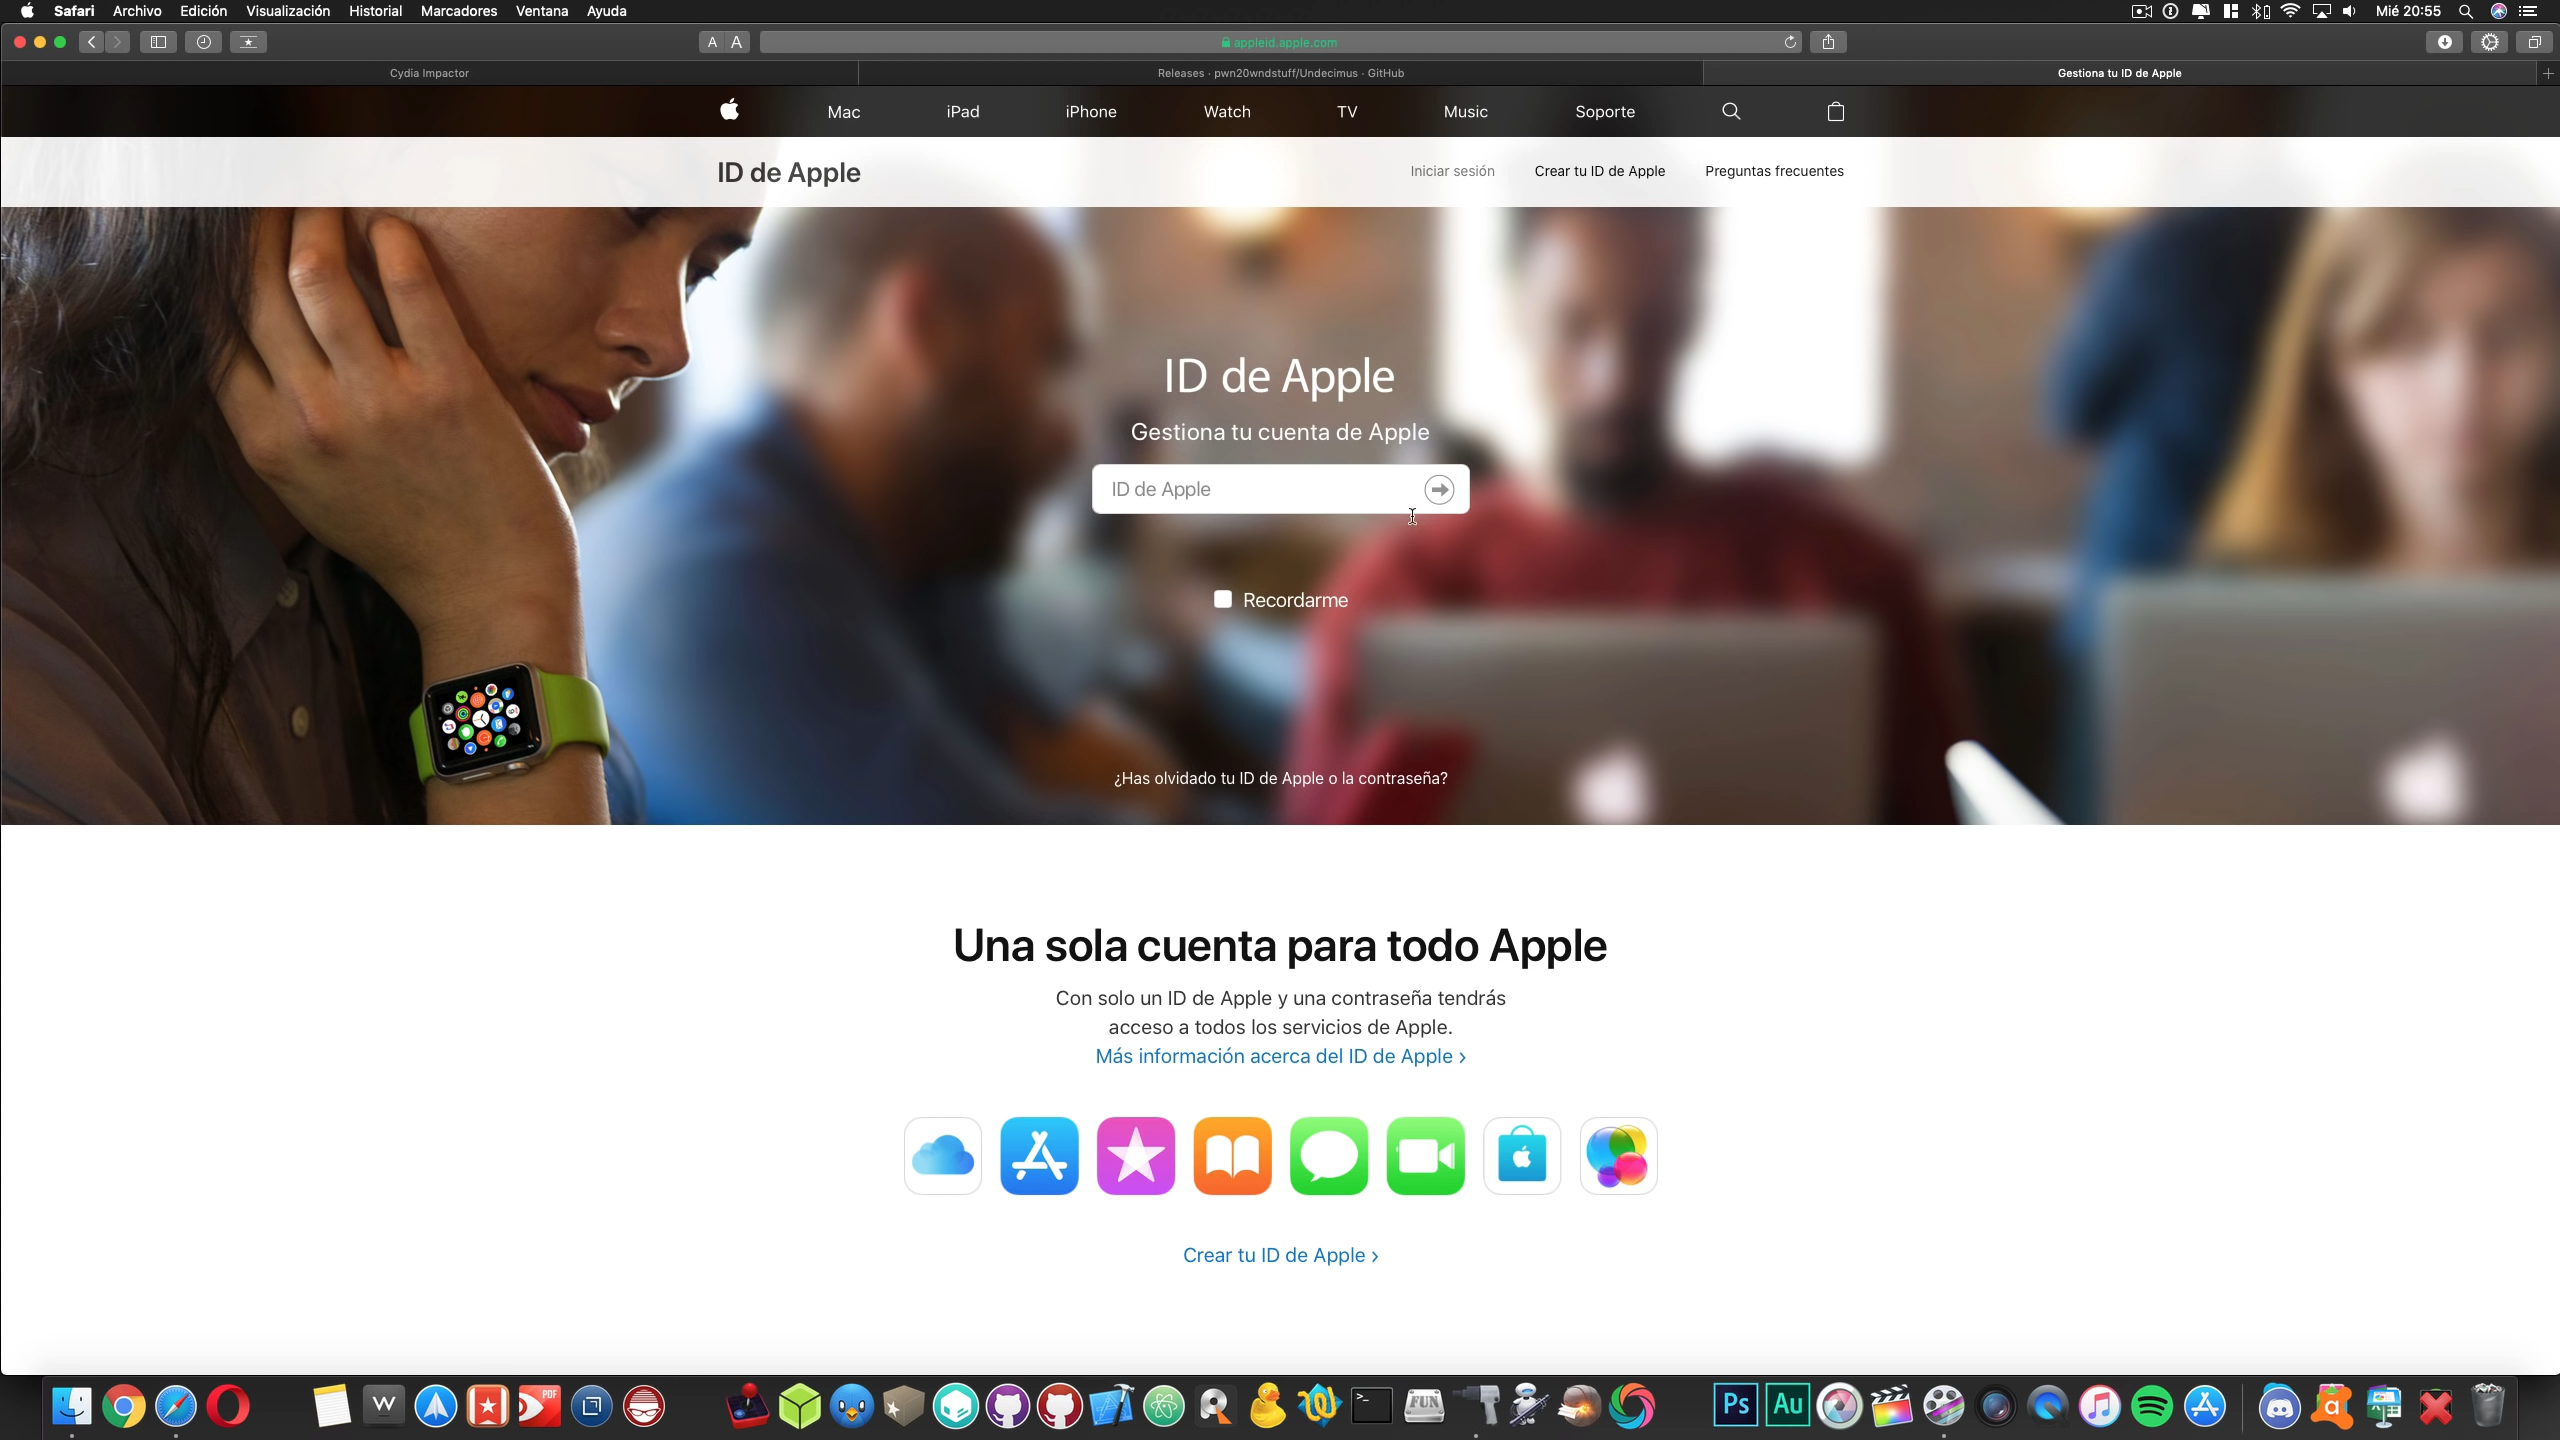 Safari Archivo Edición Visualización Historial Marcadores Ventana Ayuda Mié 20:55
A A appleid.apple.com
Cydia Impactor Releases · pwn20wndstuff/Undecimus · GitHub Gestiona tu ID de Apple
Mac iPad iPhone Watch TV Music Soporte
ID de Apple Iniciar sesión Crear tu ID de Apple Preguntas frecuentes
ID de Apple
Gestiona tu cuenta de Apple
ID de Apple
Recordarme
¿Has olvidado tu ID de Apple o la contraseña?
Una sola cuenta para todo Apple
Con solo un ID de Apple y una contraseña tendrás
acceso a todos los servicios de Apple.
Más información acerca del ID de Apple ›
Crear tu ID de Apple ›
W PDF >_ FUN Ps Au a